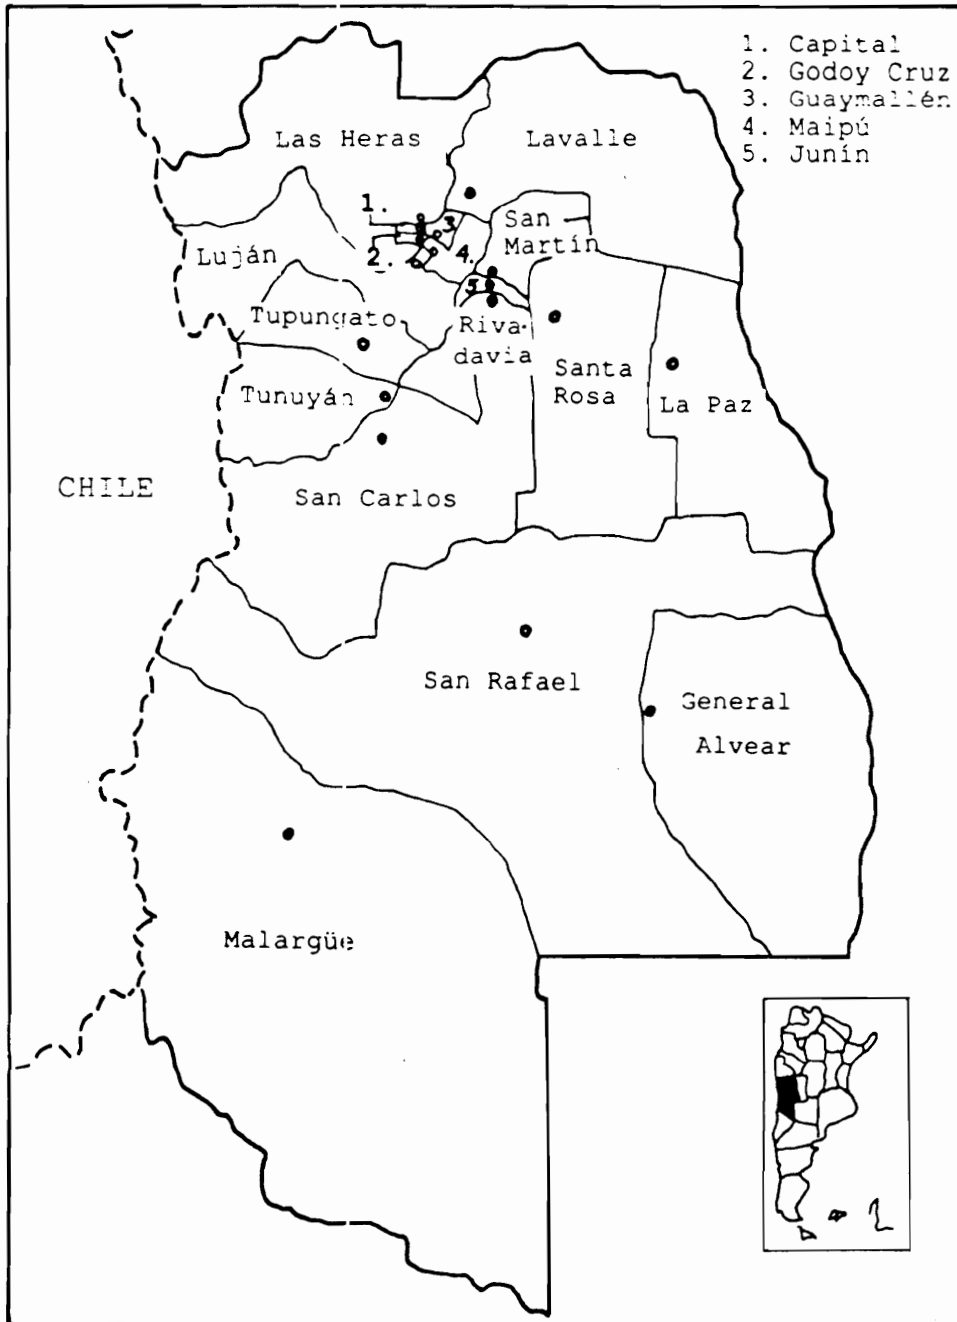 1. Capital
2. Godoy Cruz
3. Guaymallén
4. Maipú
5. Junín
Las Heras
Lavalle
1.
3
San
Martín
Luján
2.
4.
5
Tupungato
Riva-
davia
Santa
Rosa
Tunuyán
La Paz
CHILE
San Carlos
San Rafael
General
Alvear
Malargüe